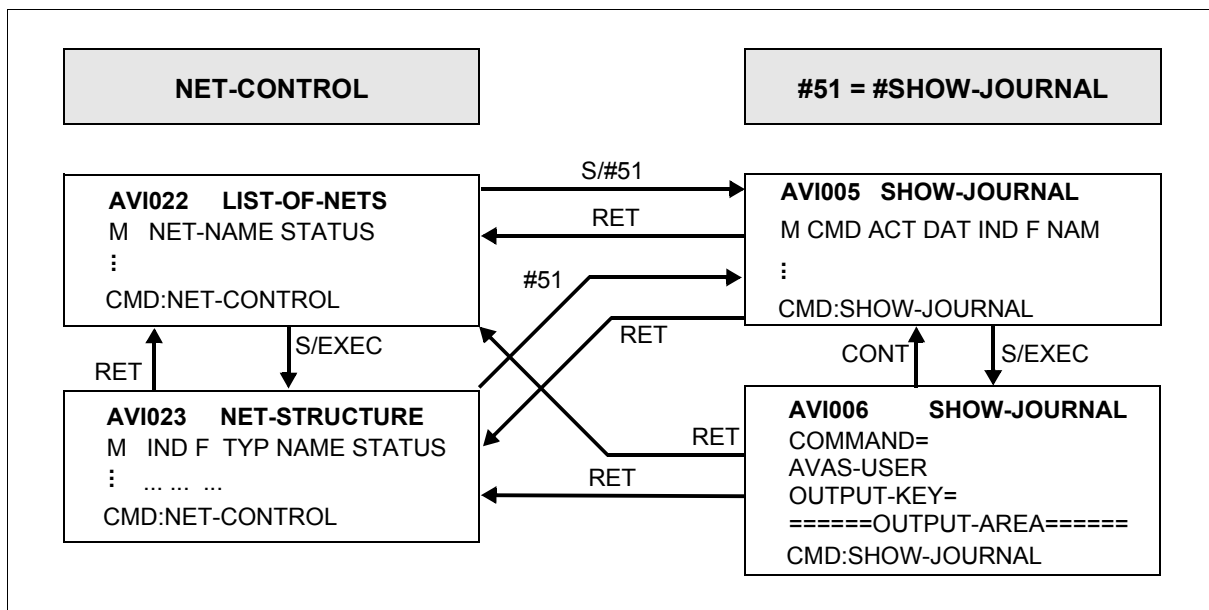 NET-CONTROL
#51 = #SHOW-JOURNAL
S/#51
AVI022 LIST-OF-NETS
M NET-NAME STATUS
⋮
CMD:NET-CONTROL
RET
AVI005 SHOW-JOURNAL
M CMD ACT DAT IND F NAM
⋮
CMD:SHOW-JOURNAL
#51
RET
S/EXEC
RET
CONT
S/EXEC
AVI023 NET-STRUCTURE
M IND F TYP NAME STATUS
⋮ ... ... ...
CMD:NET-CONTROL
RET
RET
AVI006 SHOW-JOURNAL
COMMAND=
AVAS-USER
OUTPUT-KEY=
======OUTPUT-AREA======
CMD:SHOW-JOURNAL